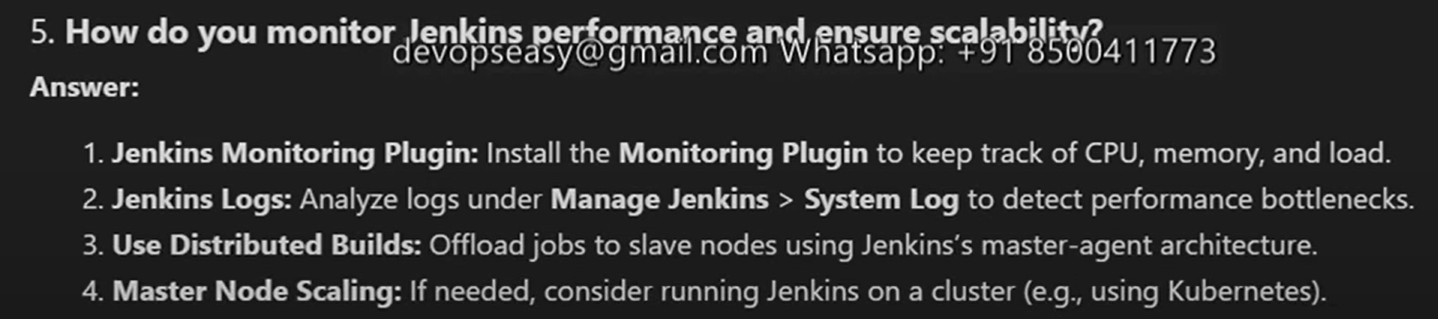 5. How do you monitor Jenkins performance and ensure scalability?
devopseasy@gmail.com Whatsapp: +91 8500411773
Answer:
1. Jenkins Monitoring Plugin: Install the Monitoring Plugin to keep track of CPU, memory, and load.
2. Jenkins Logs: Analyze logs under Manage Jenkins > System Log to detect performance bottlenecks.
3. Use Distributed Builds: Offload jobs to slave nodes using Jenkins’s master-agent architecture.
4. Master Node Scaling: If needed, consider running Jenkins on a cluster (e.g., using Kubernetes).